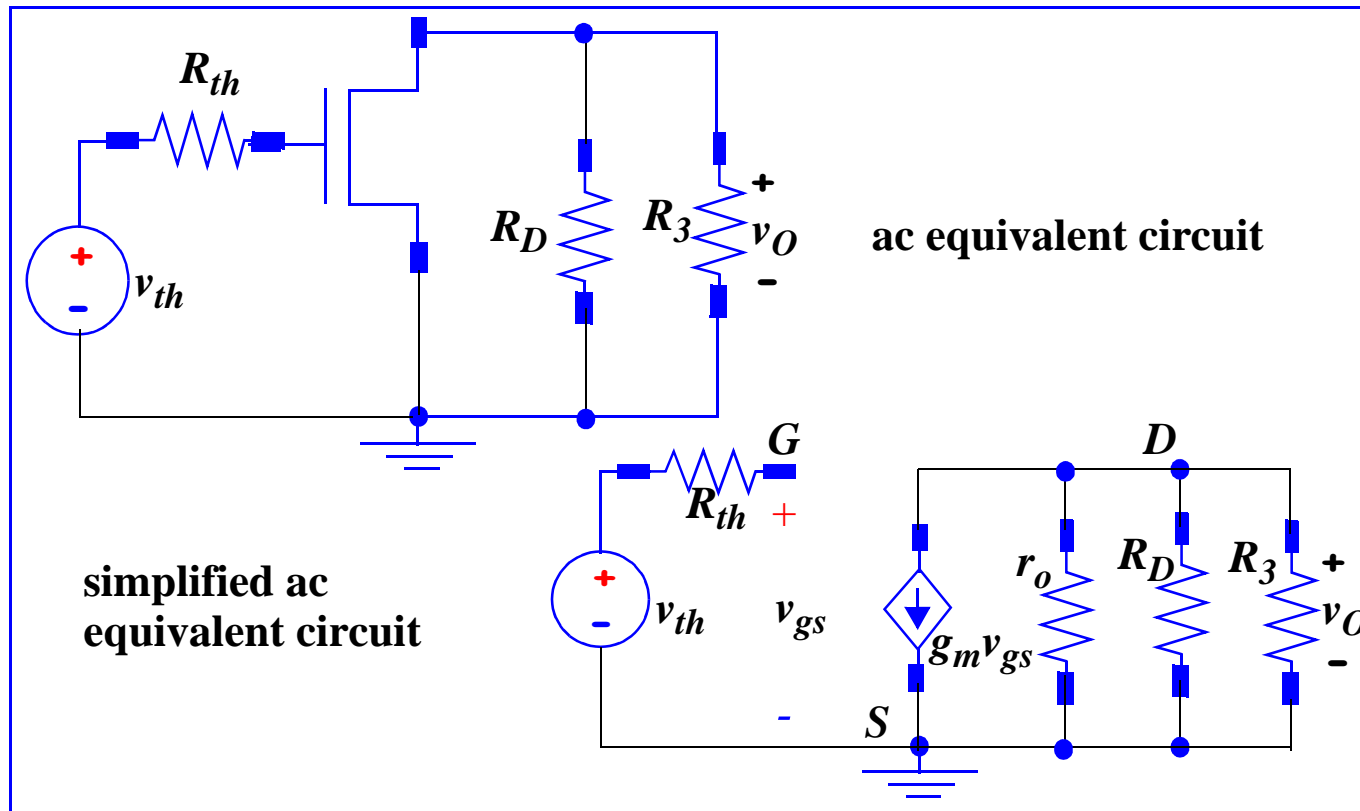 R_th
+
-
v_th
R_D
R_3
+
v_O
-
ac equivalent circuit
simplified ac
equivalent circuit
R_th
G
+
+
-
v_th
v_gs
-
S
g_m v_gs
r_o
D
R_D
R_3
+
v_O
-